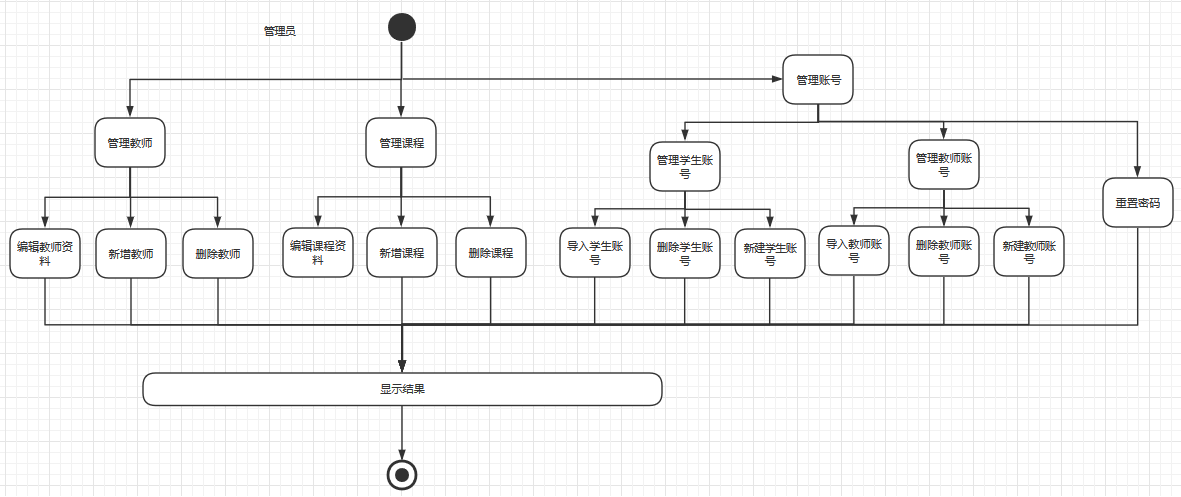 管理员
管理账号
管理教师
管理课程
管理学生账
号
管理教师账
号
重置密码
编辑教师资
料
新增教师
删除教师
编辑课程资
料
新增课程
删除课程
导入学生账
号
删除学生账
号
新建学生账
号
导入教师账
号
删除教师账
号
新建教师账
号
显示结果